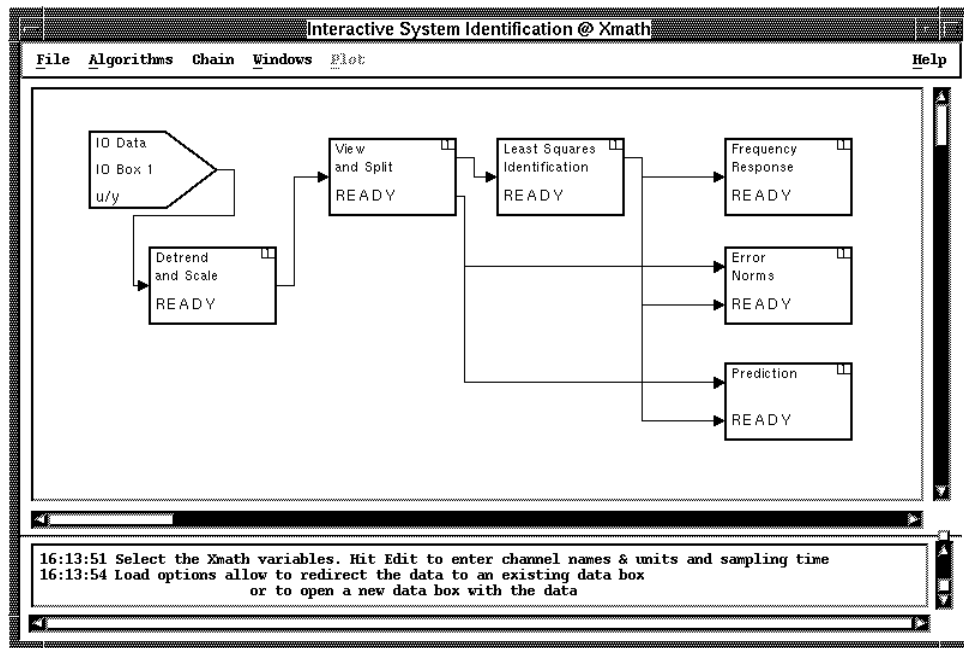 Interactive System Identification @ Xmath
File Algorithms Chain Windows Plot Help
IO Data
IO Box 1
u/y
Detrend
and Scale
READY
View
and Split
READY
Least Squares
Identification
READY
Frequency
Response
READY
Error
Norms
READY
Prediction
READY
16:13:51 Select the Xmath variables. Hit Edit to enter channel names & units and sampling time
16:13:54 Load options allow to redirect the data to an existing data box
or to open a new data box with the data